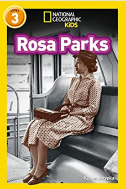 3
NATIONAL
GEOGRAPHIC
KiDS
Rosa Parks